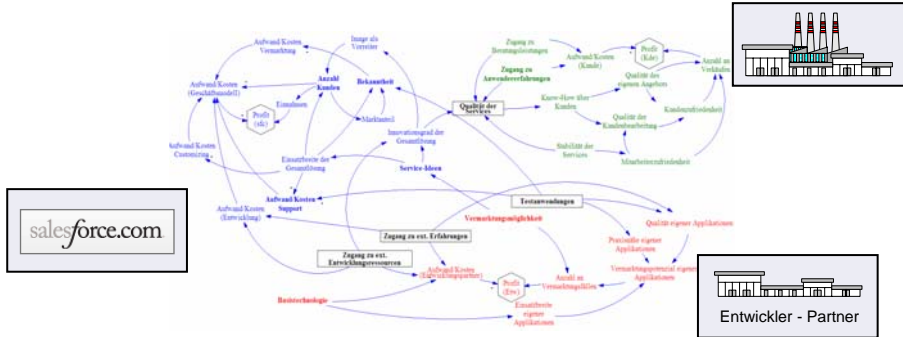 Aufwand/Kosten
Vermarktung
Image als
Vorreiter
Aufwand/Kosten
(Geschäftsmodell)
Anzahl
Kunden
Bekanntheit
Einnahmen
Profit
(sfc)
Marktanteil
Innovationsgrad der
Gesamtlösung
Aufwand/Kosten
Customizing
Einsatzbreite der
Gesamtlösung
Service-Ideen
Aufwand/Kosten
(Entwicklung)
Aufwand/Kosten
Support
Zugang zu
Beratungsleistungen
Aufwand/Kosten
(Kunde)
Profit
(Kde)
Anzahl an
Verkäufen
Zugang zu
Anwendererfahrungen
Qualität des
eigenen Angebots
Qualität der
Services
Know-How über
Kunden
Kundenzufriedenheit
Qualität der
Kundenbearbeitung
Stabilität der
Services
Mitarbeiterzufriedenheit
Testanwendungen
Vermarktungsmöglichkeit
Qualität eigener Applikationen
Zugang zu ext. Erfahrungen
Praxisnähe eigener
Applikationen
Zugang zu ext.
Entwicklungsressourcen
Aufwand/Kosten
(Entwicklungspartner)
Vermarktungspotenzial eigener
Applikationen
Profit
(Ew)
Anzahl an
Vermarktungsfällen
Basistechnologie
Einsatzbreite
eigener
Applikationen
salesforce.com
Entwickler - Partner